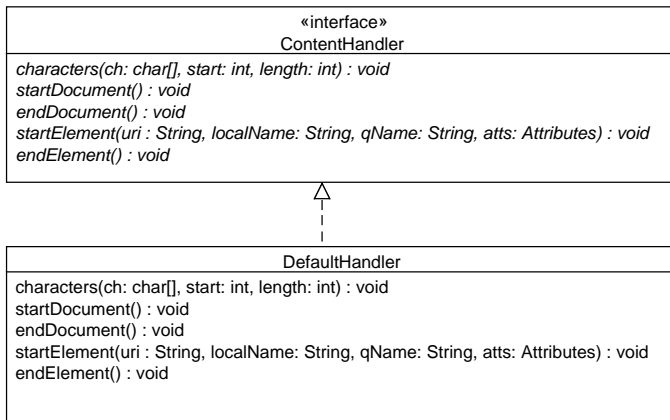 «interface»
ContentHandler
characters(ch: char[], start: int, length: int) : void
startDocument() : void
endDocument() : void
startElement(uri : String, localName: String, qName: String, atts: Attributes) : void
endElement() : void
DefaultHandler
characters(ch: char[], start: int, length: int) : void
startDocument() : void
endDocument() : void
startElement(uri : String, localName: String, qName: String, atts: Attributes) : void
endElement() : void